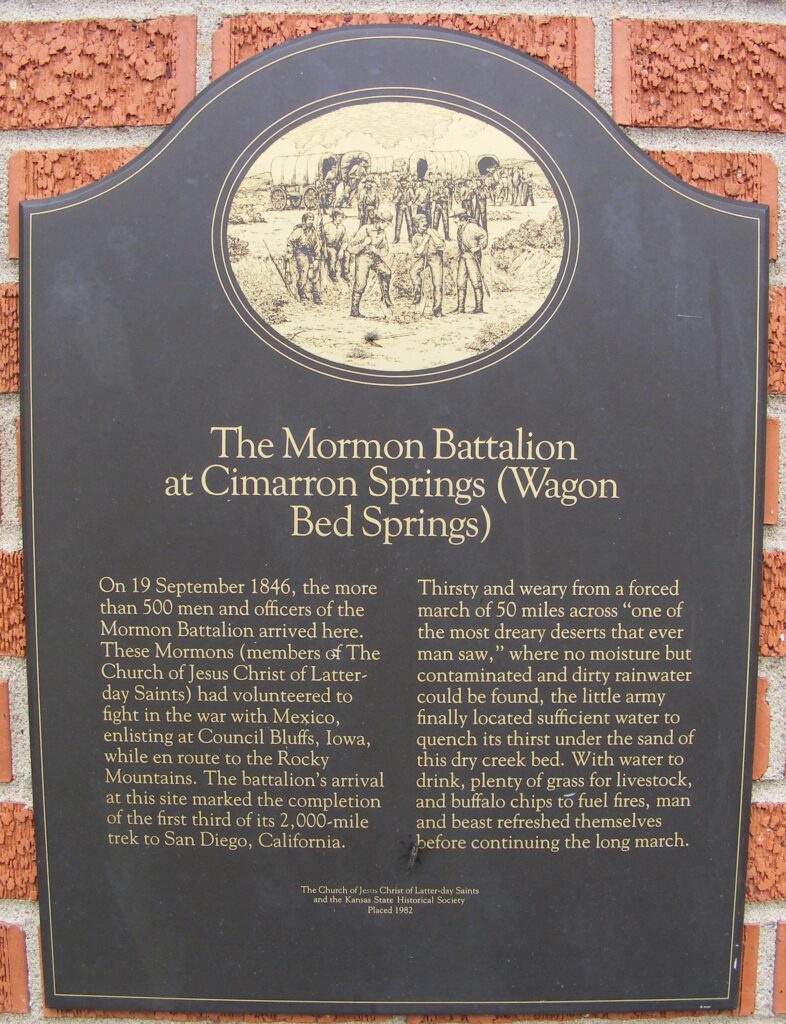 The Mormon Battalion
at Cimarron Springs (Wagon
Bed Springs)
On 19 September 1846, the more
than 500 men and officers of the
Mormon Battalion arrived here.
These Mormons (members of The
Church of Jesus Christ of Latter-
day Saints) had volunteered to
fight in the war with Mexico,
enlisting at Council Bluffs, Iowa,
while en route to the Rocky
Mountains. The battalion's arrival
at this site marked the completion
of the first third of its 2,000-mile
trek to San Diego, California.
Thirsty and weary from a forced
march of 50 miles across "one of
the most dreary deserts that ever
man saw," where no moisture but
contaminated and dirty rainwater
could be found, the little army
finally located sufficient water to
quench its thirst under the sand of
this dry creek bed. With water to
drink, plenty of grass for livestock,
and buffalo chips to fuel fires, man
and beast refreshed themselves
before continuing the long march.
The Church of Jesus Christ of Latter-day Saints
and the Kansas State Historical Society
Placed 1982